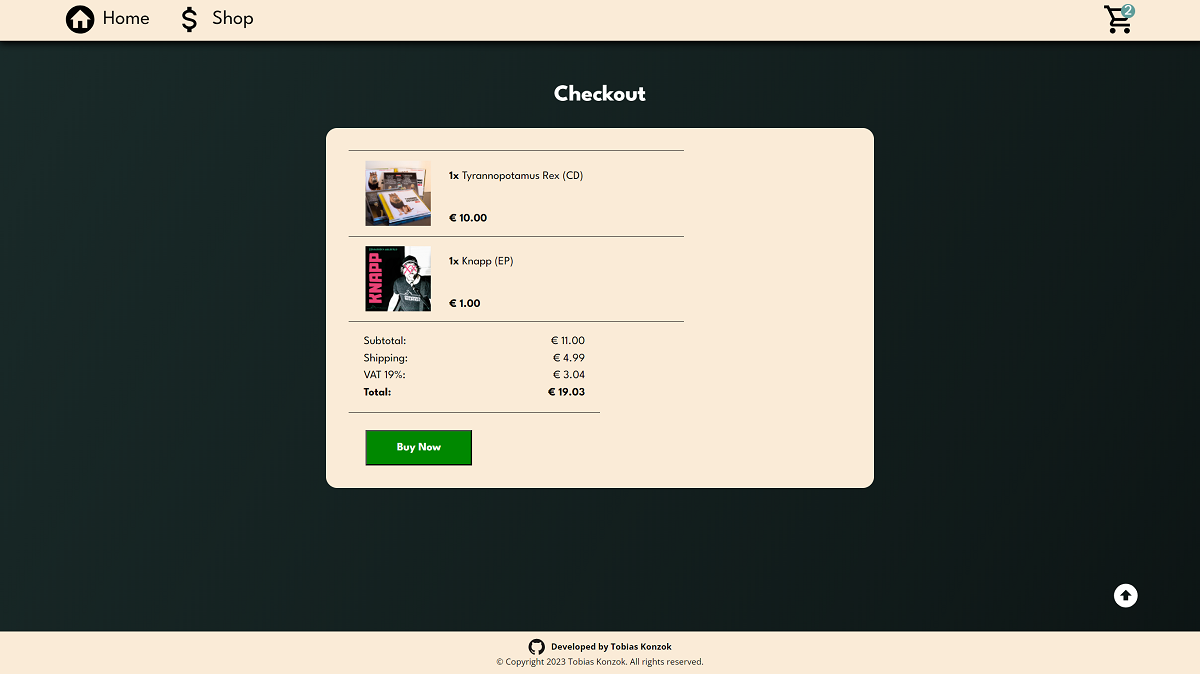 Home
Shop
2
Checkout
1x Tyrannopotamus Rex (CD)
€ 10.00
KNAPP
1x Knapp (EP)
€ 1.00
Subtotal: € 11.00
Shipping: € 4.99
VAT 19%: € 3.04
Total: € 19.03
Buy Now
Developed by Tobias Konzok
© Copyright 2023 Tobias Konzok. All rights reserved.